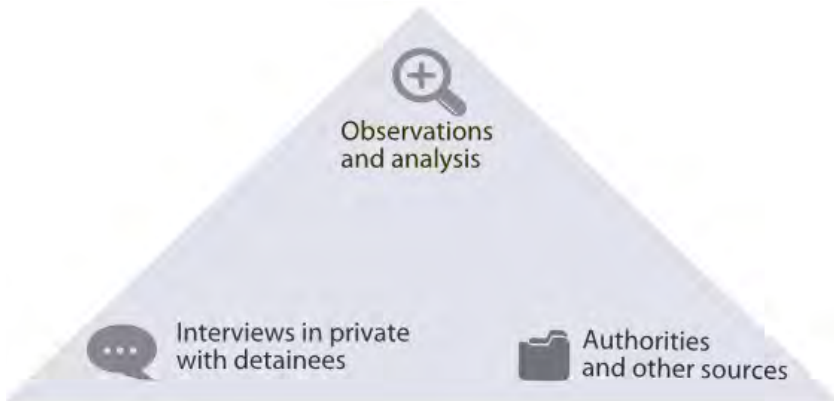 Observations
and analysis
Interviews in private
with detainees
Authorities
and other sources